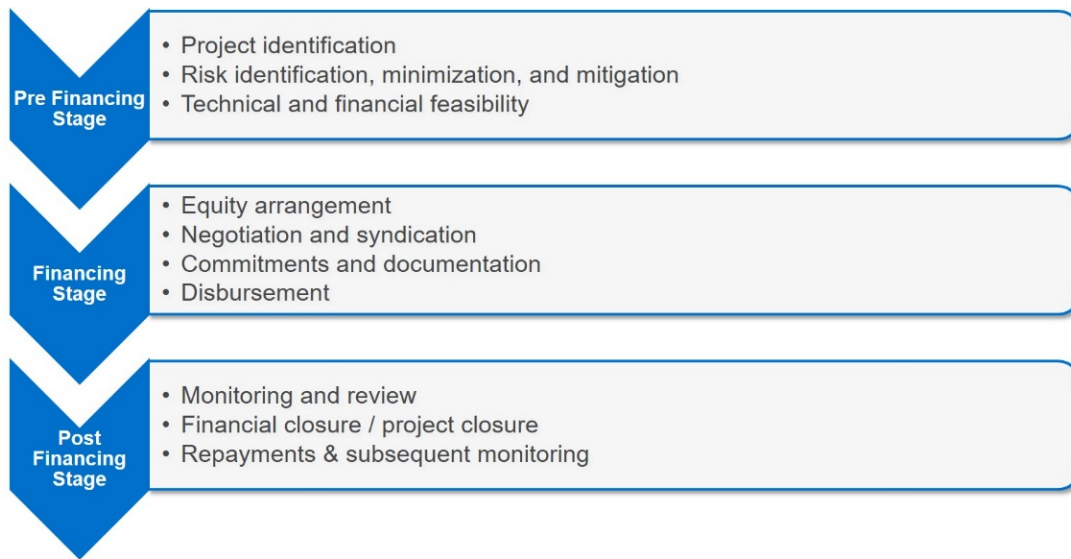 Pre Financing
Stage
• Project identification
• Risk identification, minimization, and mitigation
• Technical and financial feasibility
Financing
Stage
• Equity arrangement
• Negotiation and syndication
• Commitments and documentation
• Disbursement
Post
Financing
Stage
• Monitoring and review
• Financial closure / project closure
• Repayments & subsequent monitoring